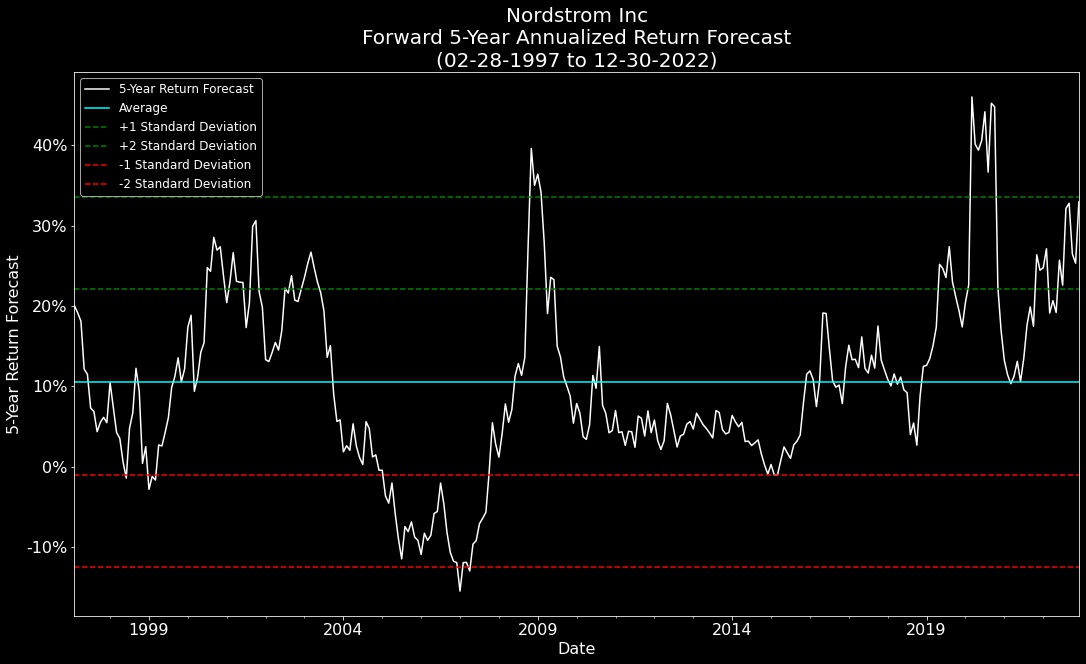 Nordstrom Inc
Forward 5-Year Annualized Return Forecast
(02-28-1997 to 12-30-2022)
5-Year Return Forecast
Average
+1 Standard Deviation
+2 Standard Deviation
-1 Standard Deviation
-2 Standard Deviation
40%
30%
20%
10%
0%
-10%
5-Year Return Forecast
1999
2004
2009
2014
2019
Date